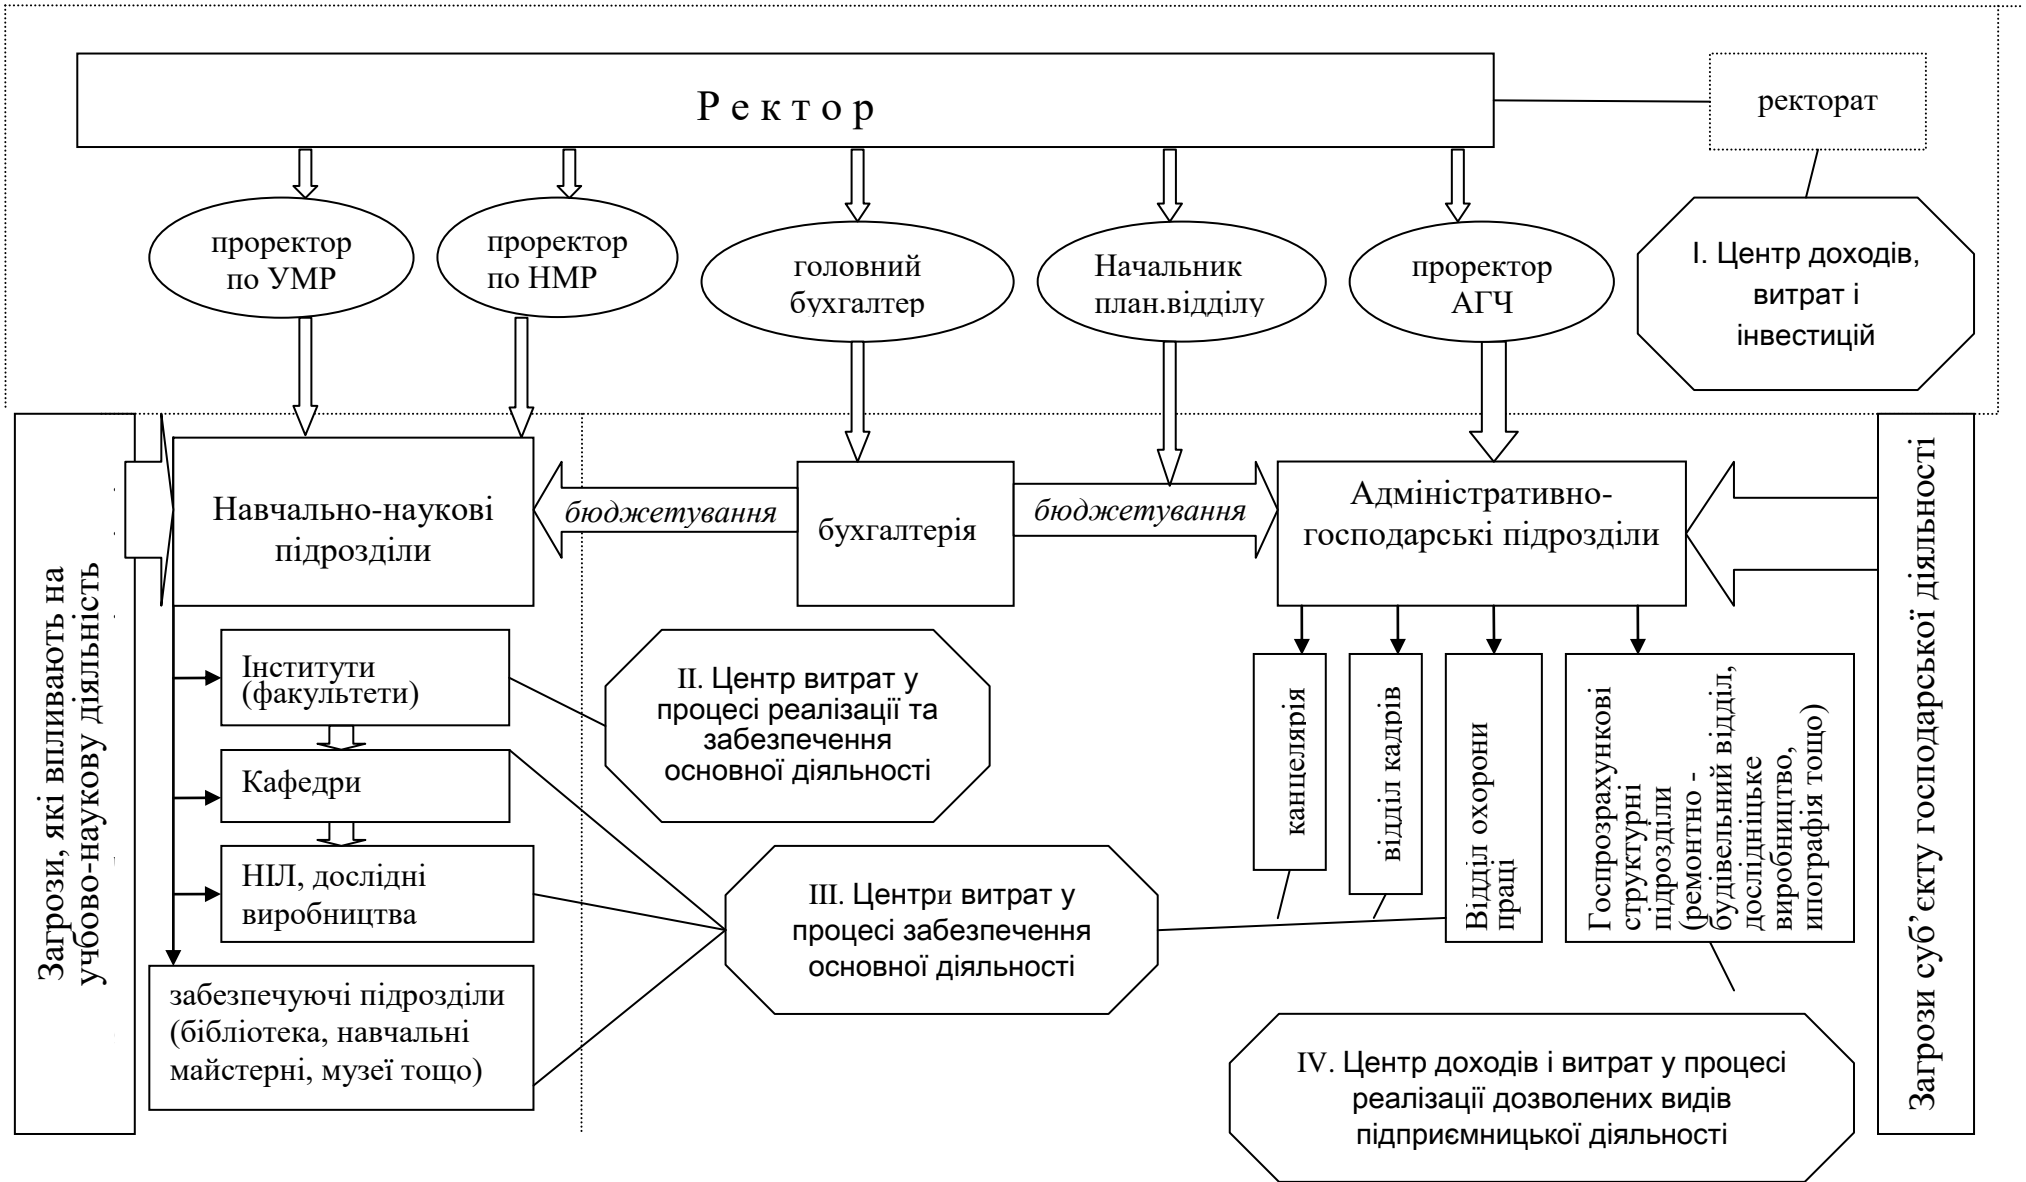 Р е к т о р
ректорат
проректор
по УМР
проректор
по НМР
головний
бухгалтер
Начальник
план.відділу
проректор
АГЧ
І. Центр доходів,
витрат і
інвестицій
Загрози, які впливають на
учбово-наукову діяльність
Навчально-наукові
підрозділи
бюджетування
бухгалтерія
бюджетування
Адміністративно-
господарські підрозділи
Загрози суб’єкту господарської діяльності
Інститути
(факультети)
Кафедри
НІЛ, дослідні
виробництва
забезпечуючі підрозділи
(бібліотека, навчальні
майстерні, музеї тощо)
ІІ. Центр витрат у
процесі реалізації та
забезпечення
основної діяльності
ІІІ. Центри витрат у
процесі забезпечення
основної діяльності
канцелярія
відділ кадрів
Відділ охорони
праці
Госпрозрахункові
структурні
підрозділи
(ремонтно -
будівельний відділ,
дослідніцьке
виробництво,
ипографія тощо)
ІV. Центр доходів і витрат у процесі
реалізації дозволених видів
підприємницької діяльності